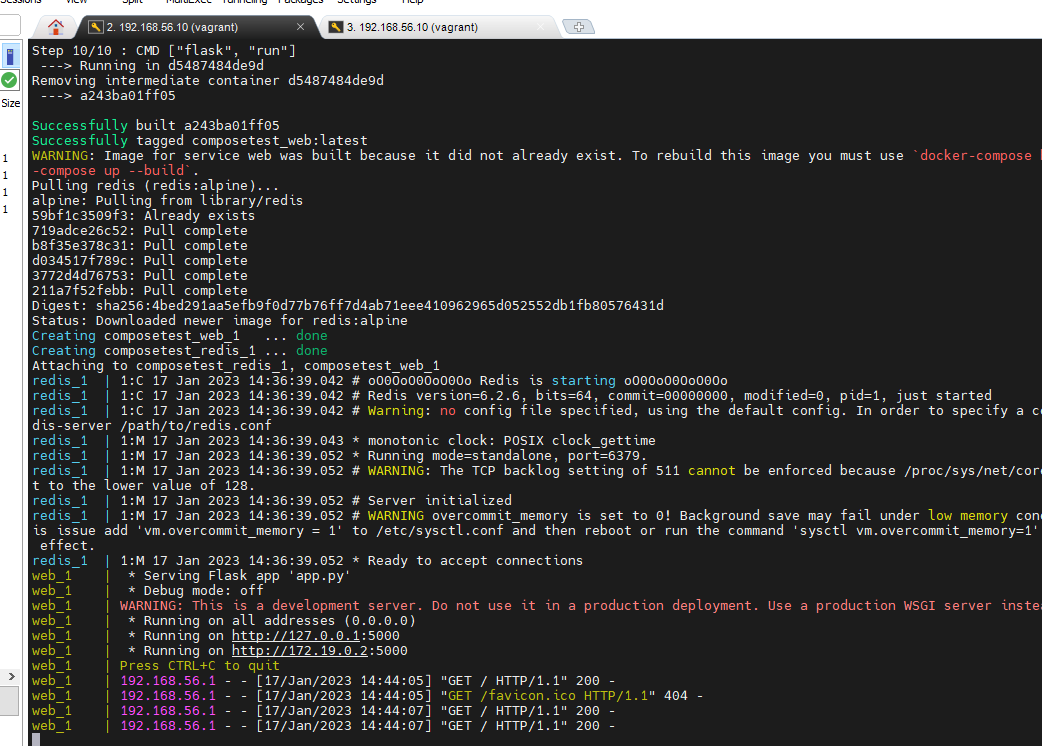 Sessions View Split MultiExec Tunneling Packages Settings Help
2. 192.168.56.10 (vagrant)
3. 192.168.56.10 (vagrant)
Size
1
1
1
1
Step 10/10 : CMD ["flask", "run"]
---> Running in d5487484de9d
Removing intermediate container d5487484de9d
---> a243ba01ff05
Successfully built a243ba01ff05
Successfully tagged composetest_web:latest
WARNING: Image for service web was built because it did not already exist. To rebuild this image you must use `docker-compose
-compose up --build`.
Pulling redis (redis:alpine)...
alpine: Pulling from library/redis
59bf1c3509f3: Already exists
719adce26c52: Pull complete
b8f35e378c31: Pull complete
d034517f789c: Pull complete
3772d4d76753: Pull complete
211a7f52febb: Pull complete
Digest: sha256:4bed291aa5efb9f0d77b76ff7d4ab71eee410962965d052552db1fb80576431d
Status: Downloaded newer image for redis:alpine
Creating composetest_web_1 ... done
Creating composetest_redis_1 ... done
Attaching to composetest_redis_1, composetest_web_1
redis_1 | 1:C 17 Jan 2023 14:36:39.042 # oO0OoO0OoO0Oo Redis is starting oO0OoO0OoO0Oo
redis_1 | 1:C 17 Jan 2023 14:36:39.042 # Redis version=6.2.6, bits=64, commit=00000000, modified=0, pid=1, just started
redis_1 | 1:C 17 Jan 2023 14:36:39.042 # Warning: no config file specified, using the default config. In order to specify a co
dis-server /path/to/redis.conf
redis_1 | 1:M 17 Jan 2023 14:36:39.043 * monotonic clock: POSIX clock_gettime
redis_1 | 1:M 17 Jan 2023 14:36:39.052 * Running mode=standalone, port=6379.
redis_1 | 1:M 17 Jan 2023 14:36:39.052 # WARNING: The TCP backlog setting of 511 cannot be enforced because /proc/sys/net/cor
t to the lower value of 128.
redis_1 | 1:M 17 Jan 2023 14:36:39.052 # Server initialized
redis_1 | 1:M 17 Jan 2023 14:36:39.052 # WARNING overcommit_memory is set to 0! Background save may fail under low memory con
is issue add 'vm.overcommit_memory = 1' to /etc/sysctl.conf and then reboot or run the command 'sysctl vm.overcommit_memory=1'
effect.
redis_1 | 1:M 17 Jan 2023 14:36:39.052 * Ready to accept connections
web_1 | * Serving Flask app 'app.py'
web_1 | * Debug mode: off
web_1 | WARNING: This is a development server. Do not use it in a production deployment. Use a production WSGI server inste
web_1 | * Running on all addresses (0.0.0.0)
web_1 | * Running on http://127.0.0.1:5000
web_1 | * Running on http://172.19.0.2:5000
web_1 | Press CTRL+C to quit
web_1 | 192.168.56.1 - - [17/Jan/2023 14:44:05] "GET / HTTP/1.1" 200 -
web_1 | 192.168.56.1 - - [17/Jan/2023 14:44:05] "GET /favicon.ico HTTP/1.1" 404 -
web_1 | 192.168.56.1 - - [17/Jan/2023 14:44:07] "GET / HTTP/1.1" 200 -
web_1 | 192.168.56.1 - - [17/Jan/2023 14:44:07] "GET / HTTP/1.1" 200 -